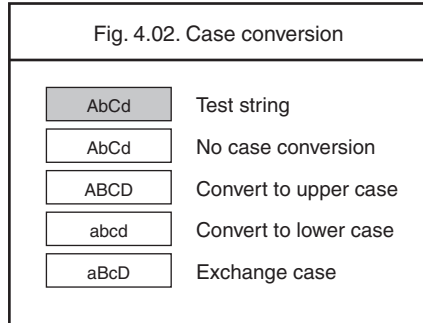 Fig. 4.02. Case conversion
AbCd Test string
AbCd No case conversion
ABCD Convert to upper case
abcd Convert to lower case
aBcD Exchange case